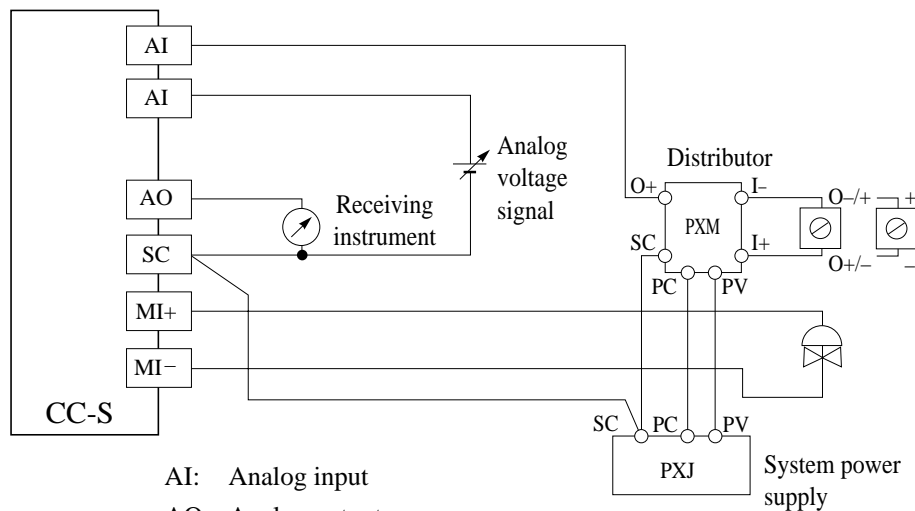 AI
AI
AO
SC
MI+
MI−
CC-S
Receiving
instrument
Analog
voltage
signal
Distributor
O+
I−
PXM
SC
I+
PC
PV
O−/+
+
O+/−
−
SC
PC
PV
PXJ
System power
supply
AI: Analog input